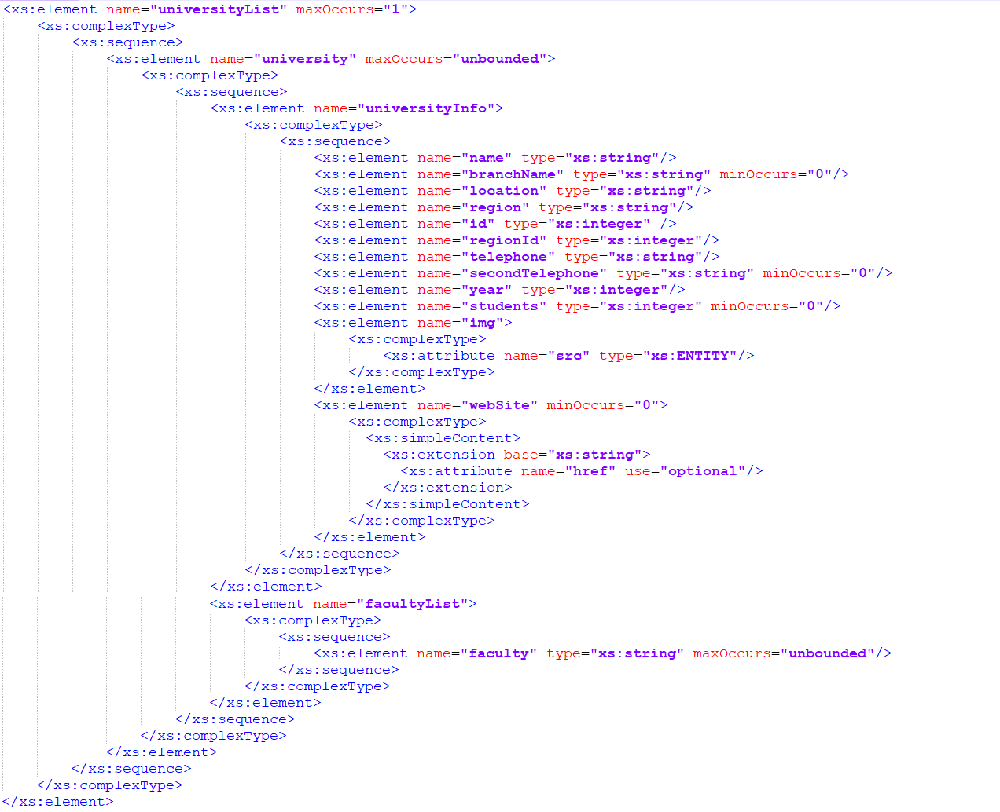 <xs:element name="universityList" maxOccurs="1">
<xs:complexType>
<xs:sequence>
<xs:element name="university" maxOccurs="unbounded">
<xs:complexType>
<xs:sequence>
<xs:element name="universityInfo">
<xs:complexType>
<xs:sequence>
<xs:element name="name" type="xs:string"/>
<xs:element name="branchName" type="xs:string" minOccurs="0"/>
<xs:element name="location" type="xs:string"/>
<xs:element name="region" type="xs:string"/>
<xs:element name="id" type="xs:integer" />
<xs:element name="regionId" type="xs:integer"/>
<xs:element name="telephone" type="xs:string"/>
<xs:element name="secondTelephone" type="xs:string" minOccurs="0"/>
<xs:element name="year" type="xs:integer"/>
<xs:element name="students" type="xs:integer" minOccurs="0"/>
<xs:element name="img">
<xs:complexType>
<xs:attribute name="src" type="xs:ENTITY"/>
</xs:complexType>
</xs:element>
<xs:element name="webSite" minOccurs="0">
<xs:complexType>
<xs:simpleContent>
<xs:extension base="xs:string">
<xs:attribute name="href" use="optional"/>
</xs:extension>
</xs:simpleContent>
</xs:complexType>
</xs:element>
</xs:sequence>
</xs:complexType>
</xs:element>
<xs:element name="facultyList">
<xs:complexType>
<xs:sequence>
<xs:element name="faculty" type="xs:string" maxOccurs="unbounded"/>
</xs:sequence>
</xs:complexType>
</xs:element>
</xs:sequence>
</xs:complexType>
</xs:element>
</xs:sequence>
</xs:complexType>
</xs:element>